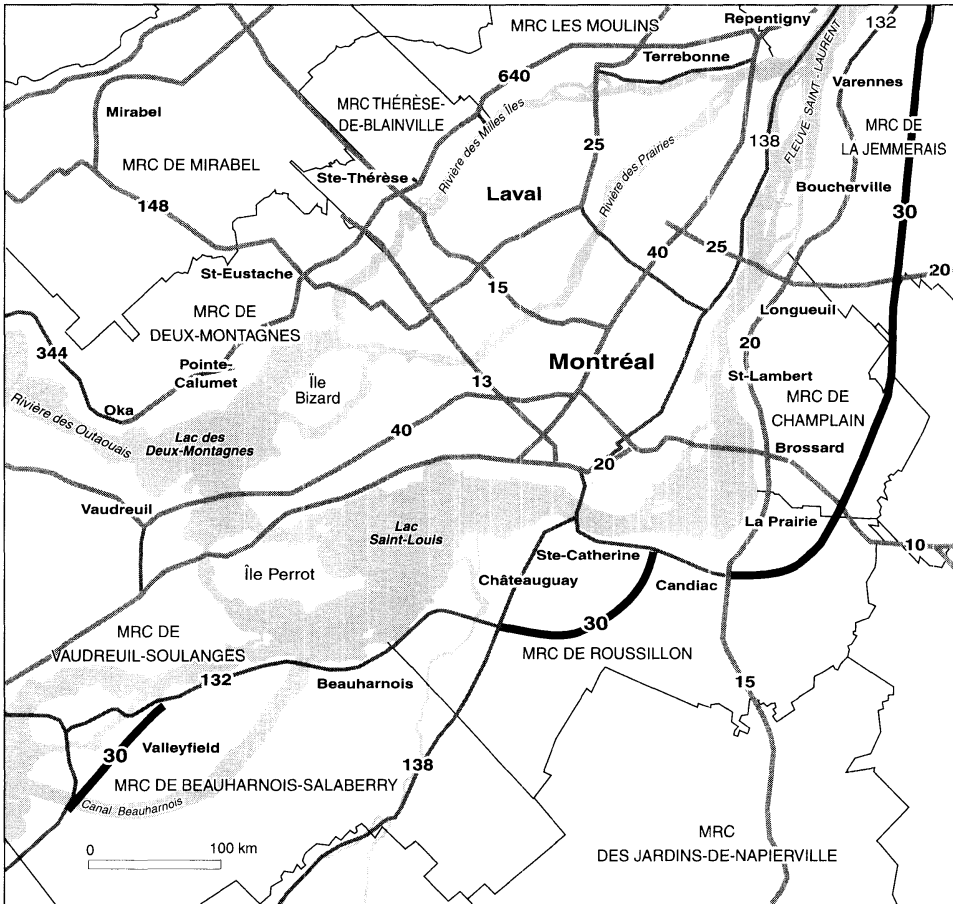 Repentigny
MRC LES MOULINS
132
Terrebonne
640
Varennes
MRC THÉRÈSE-
DE-BLAINVILLE
Mirabel
FLEUVE SAINT-LAURENT
Rivière des Milles Îles
MRC DE
LA JEMMERAIS
25
138
MRC DE MIRABEL
Ste-Thérèse
Rivière des Prairies
Laval
Boucherville
148
30
25
40
St-Eustache
20
15
MRC DE
DEUX-MONTAGNES
Longueuil
344
20
Pointe-
Calumet
Montréal
St-Lambert
Île
Bizard
13
MRC DE
CHAMPLAIN
Oka
Rivière des Outaouais
Lac des
Deux-Montagnes
40
Brossard
20
Vaudreuil
La Prairie
Lac
Saint-Louis
10
Ste-Catherine
Île Perrot
Châteauguay
Candiac
30
MRC DE
VAUDREUIL-SOULANGES
MRC DE ROUSSILLON
132
Beauharnois
15
Valleyfield
30
138
MRC DE BEAUHARNOIS-SALABERRY
Canal Beauharnois
MRC
DES JARDINS-DE-NAPIERVILLE
0 100 km